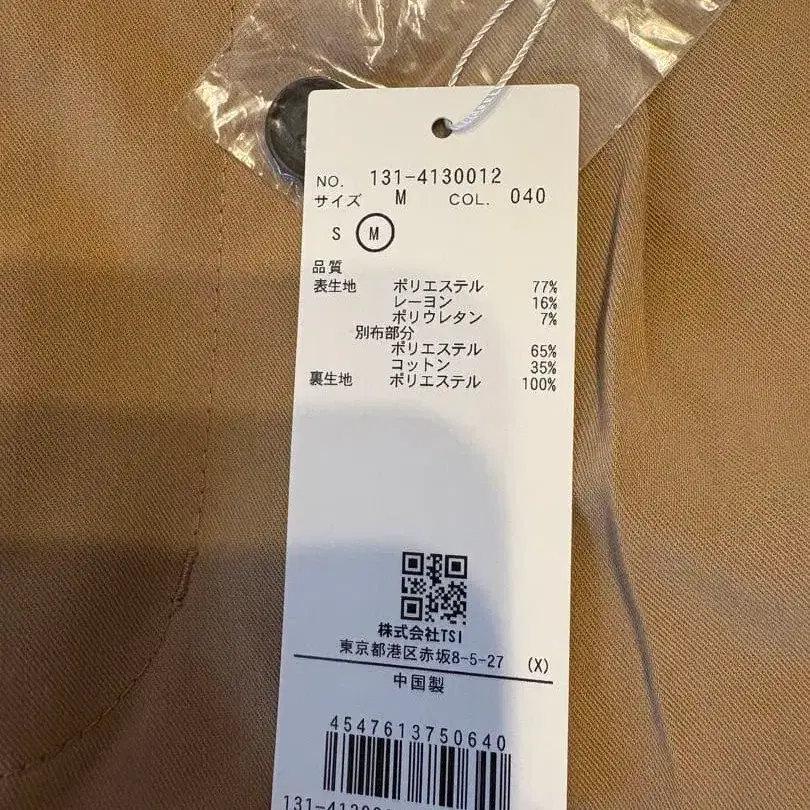 NO. 131-4130012
サイズ M COL. 040
S M
品質
表生地 ポリエステル 77%
レーヨン 16%
ポリウレタン 7%
別布部分
ポリエステル 65%
コットン 35%
裏生地 ポリエステル 100%
株式会社TSI
東京都港区赤坂8-5-27 (X)
中国製
4547613750640